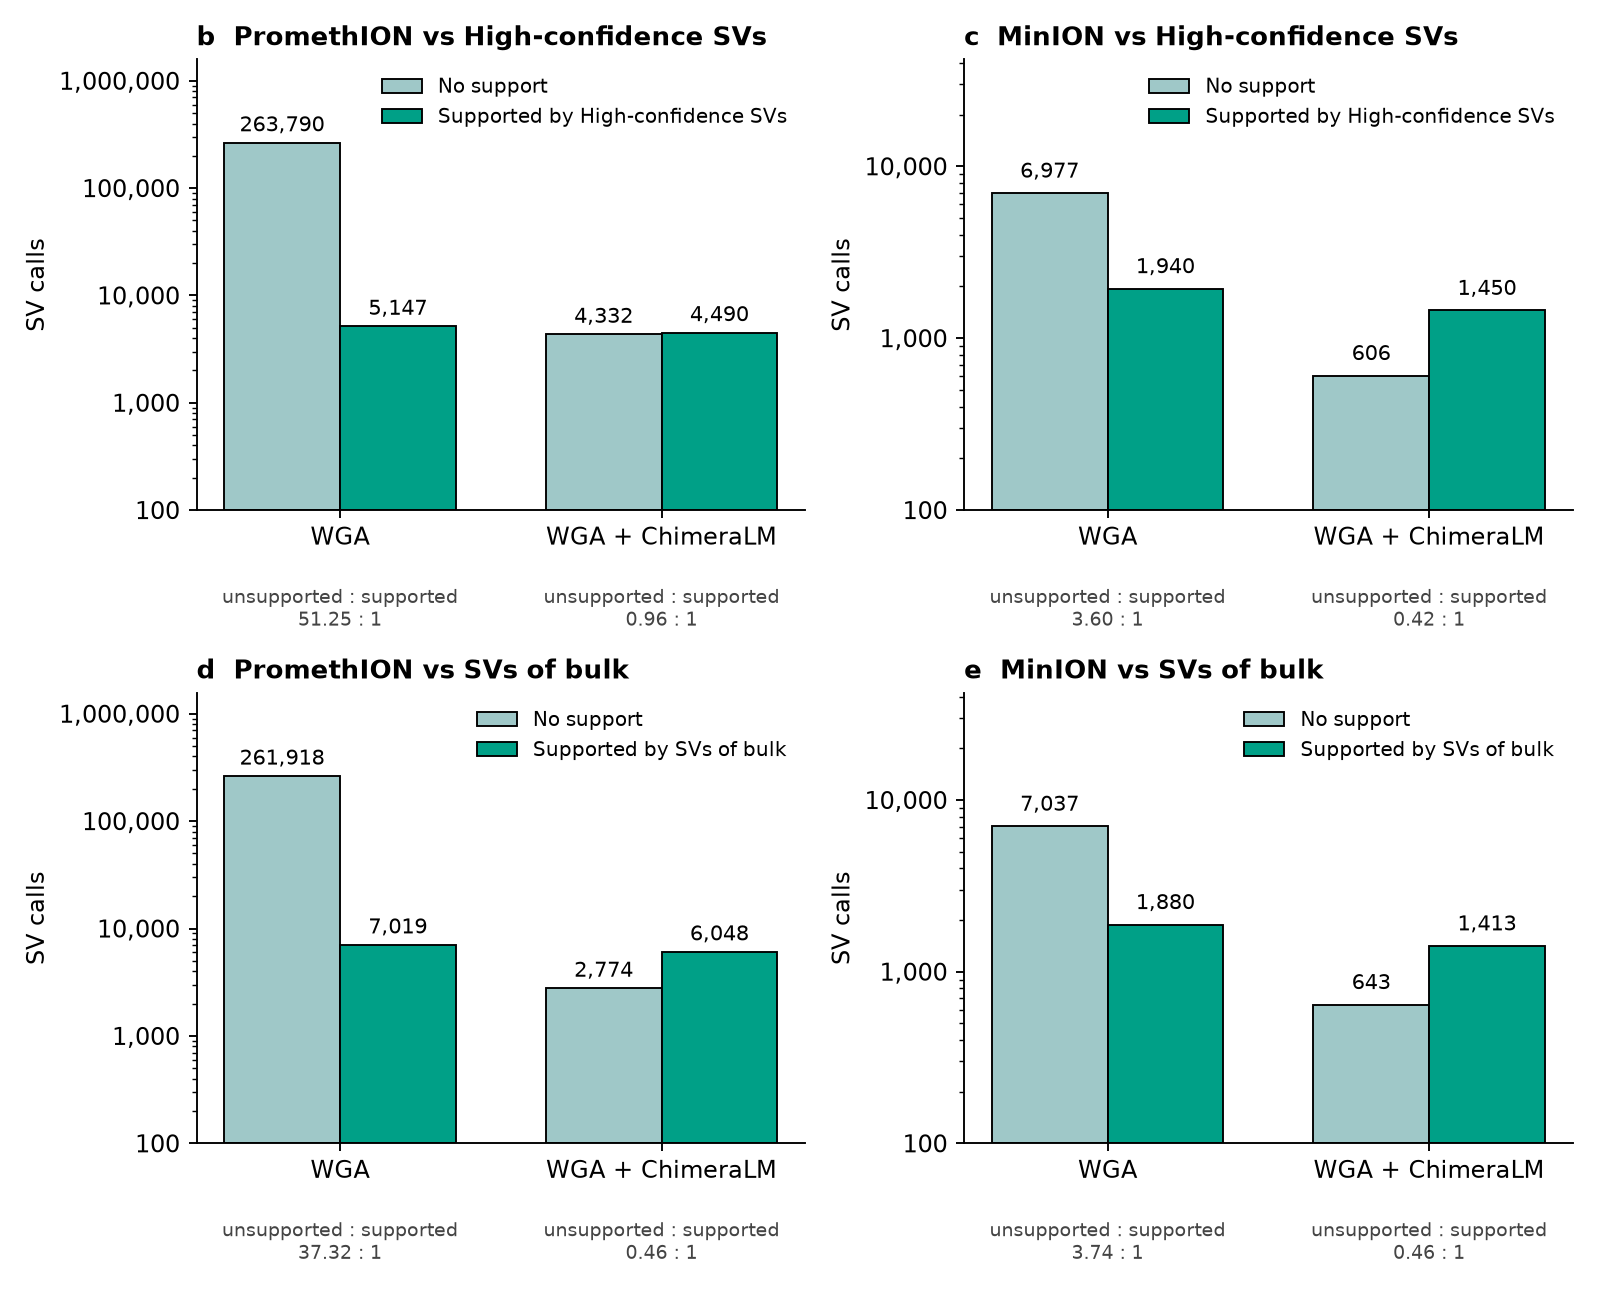 b PromethION vs High-confidence SVs
1,000,000
100,000
10,000
1,000
100
SV calls
No support
Supported by High-confidence SVs
263,790
5,147
4,332
4,490
WGA
WGA + ChimeraLM
unsupported : supported
51.25 : 1
unsupported : supported
0.96 : 1
c MinION vs High-confidence SVs
10,000
1,000
100
SV calls
No support
Supported by High-confidence SVs
6,977
1,940
606
1,450
WGA
WGA + ChimeraLM
unsupported : supported
3.60 : 1
unsupported : supported
0.42 : 1
d PromethION vs SVs of bulk
1,000,000
100,000
10,000
1,000
100
SV calls
No support
Supported by SVs of bulk
261,918
7,019
2,774
6,048
WGA
WGA + ChimeraLM
unsupported : supported
37.32 : 1
unsupported : supported
0.46 : 1
e MinION vs SVs of bulk
10,000
1,000
100
SV calls
No support
Supported by SVs of bulk
7,037
1,880
643
1,413
WGA
WGA + ChimeraLM
unsupported : supported
3.74 : 1
unsupported : supported
0.46 : 1